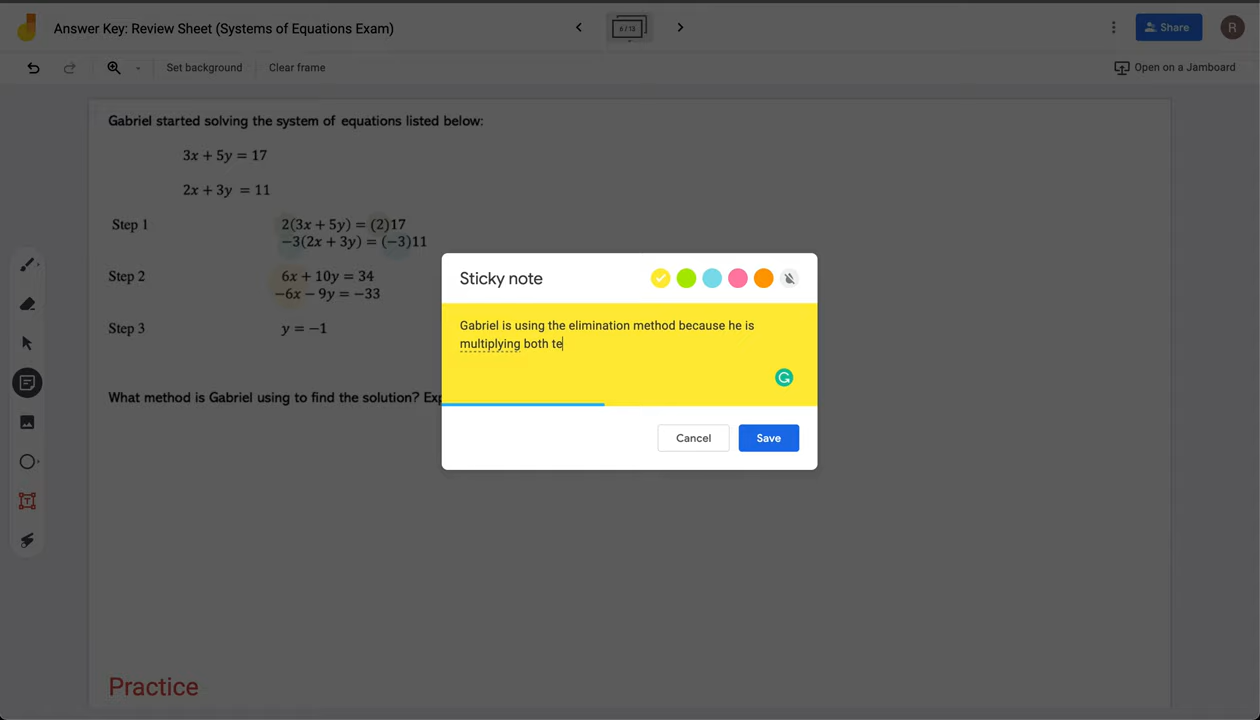 Answer Key: Review Sheet (Systems of Equations Exam)
6 / 13
Share
R
Set background
Clear frame
Open on a Jamboard
Gabriel started solving the system of equations listed below:
3x + 5y = 17
2x + 3y = 11
Step 1
2(3x + 5y) = (2)17
−3(2x + 3y) = (−3)11
Step 2
6x + 10y = 34
−6x − 9y = −33
Step 3
y = −1
What method is Gabriel using to find the solution? Exp
Sticky note
Gabriel is using the elimination method because he is
multiplying both te
Cancel
Save
Practice